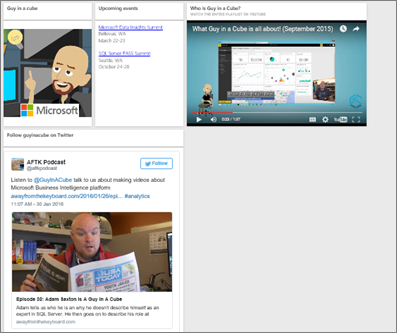 Guy in a cube
Microsoft
Upcoming events
Microsoft Data Insights Summit
Bellevue, WA
March 22-23
SQL Server PASS Summit
Seattle, WA
October 24-28
Who is Guy in a Cube?
WATCH THE ENTIRE PLAYLIST ON YOUTUBE
What Guy in a Cube is all about! (September 2015)
YouTube
Follow guyinacube on Twitter
AFTK Podcast
@aftkpodcast
Follow
Listen to @GuyInACube talk to us about making videos about
Microsoft Business Intelligence platform
awayfromthekeyboard.com/2016/01/26/epi... #analytics
11:07 AM - 30 Jan 2016
USA TODAY
Episode 30: Adam Saxton Is A Guy In A Cube
Adam tells us who he is an why he doesn't describe himself as an
expert in SQL Server. He then goes on to describe his role at
awayfromthekeyboard.com